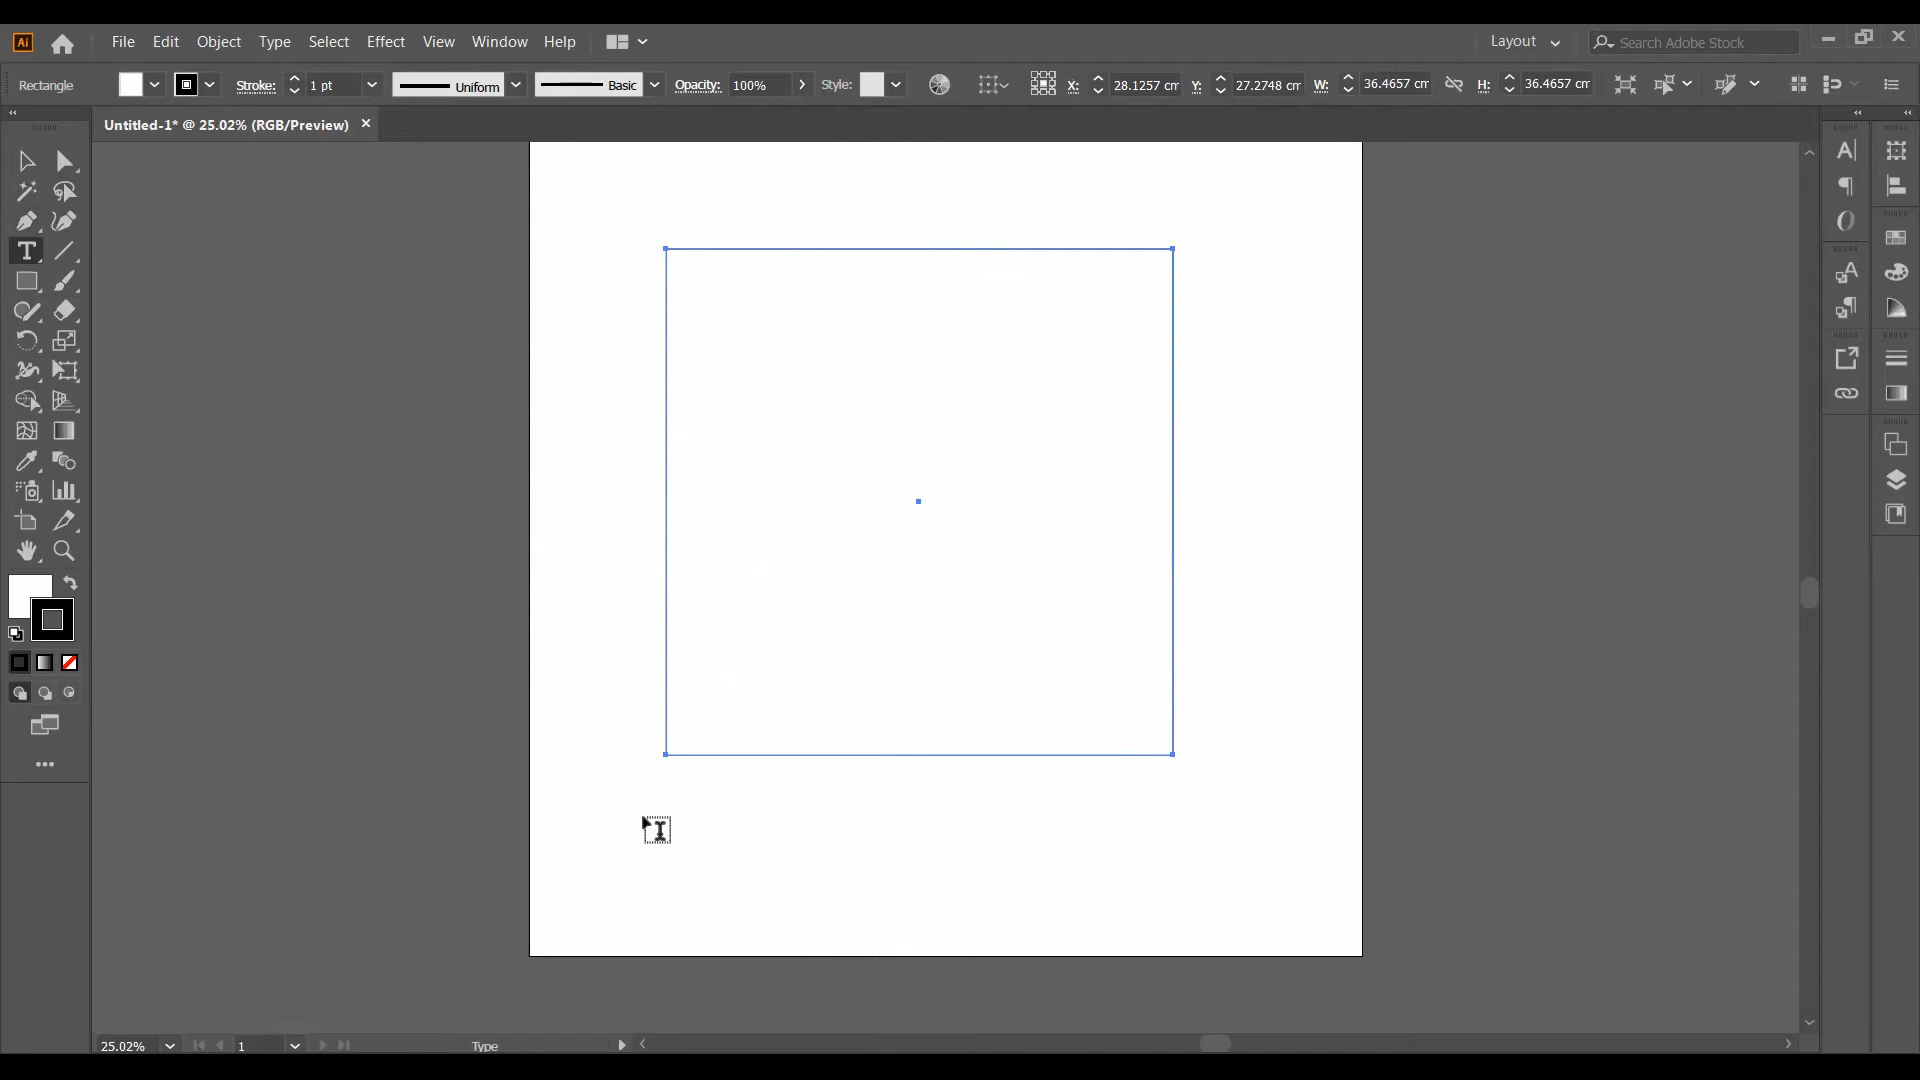 Ai File Edit Object Type Select Effect View Window Help Layout Search Adobe Stock
Rectangle Stroke: 1 pt Uniform Basic Opacity: 100% Style: X: 28.1257 cm Y: 27.2748 cm W: 36.4657 cm H: 36.4657 cm
Untitled-1* @ 25.02% (RGB/Preview)
25.02% 1 Type